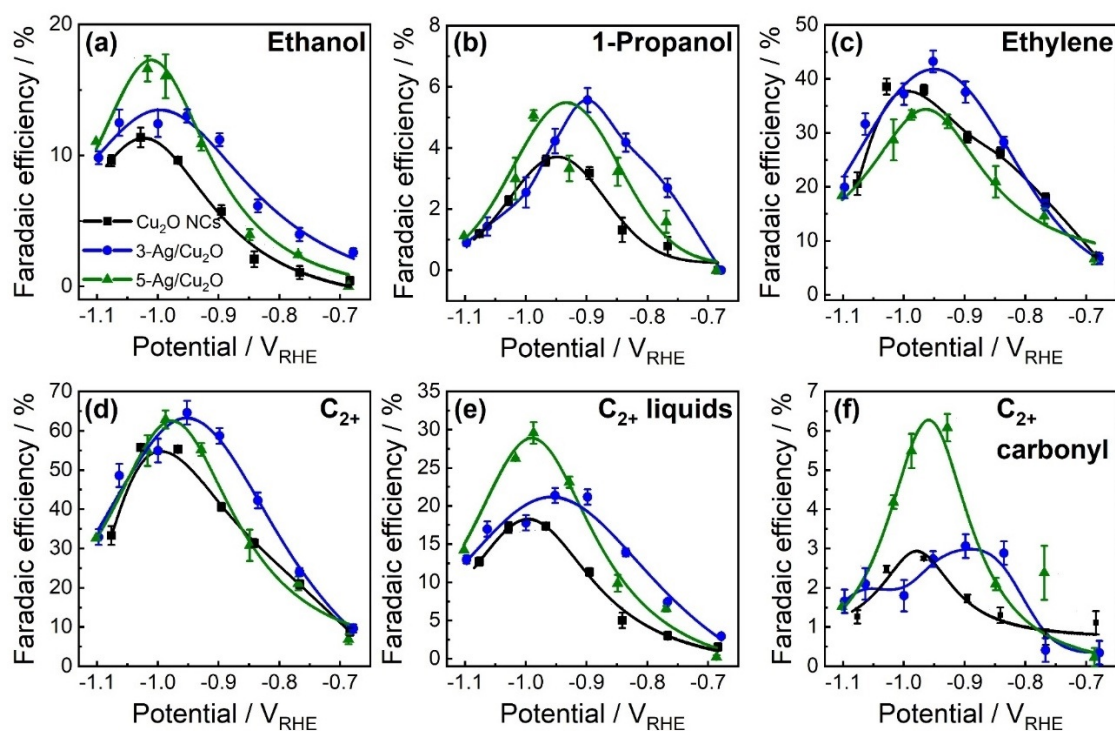 (a) Ethanol
Faradaic efficiency / %
20
10
0
Cu₂O NCs
3-Ag/Cu₂O
5-Ag/Cu₂O
-1.1 -1.0 -0.9 -0.8 -0.7
Potential / V_RHE
(b) 1-Propanol
Faradaic efficiency / %
8
6
4
2
0
-1.1 -1.0 -0.9 -0.8 -0.7
Potential / V_RHE
(c) Ethylene
Faradaic efficiency / %
50
40
30
20
10
0
-1.1 -1.0 -0.9 -0.8 -0.7
Potential / V_RHE
(d) C₂₊
Faradaic efficiency / %
70
60
50
40
30
20
10
0
-1.1 -1.0 -0.9 -0.8 -0.7
Potential / V_RHE
(e) C₂₊ liquids
Faradaic efficiency / %
35
30
25
20
15
10
5
0
-1.1 -1.0 -0.9 -0.8 -0.7
Potential / V_RHE
(f) C₂₊
carbonyl
Faradaic efficiency / %
7
6
5
4
3
2
1
0
-1.1 -1.0 -0.9 -0.8 -0.7
Potential / V_RHE